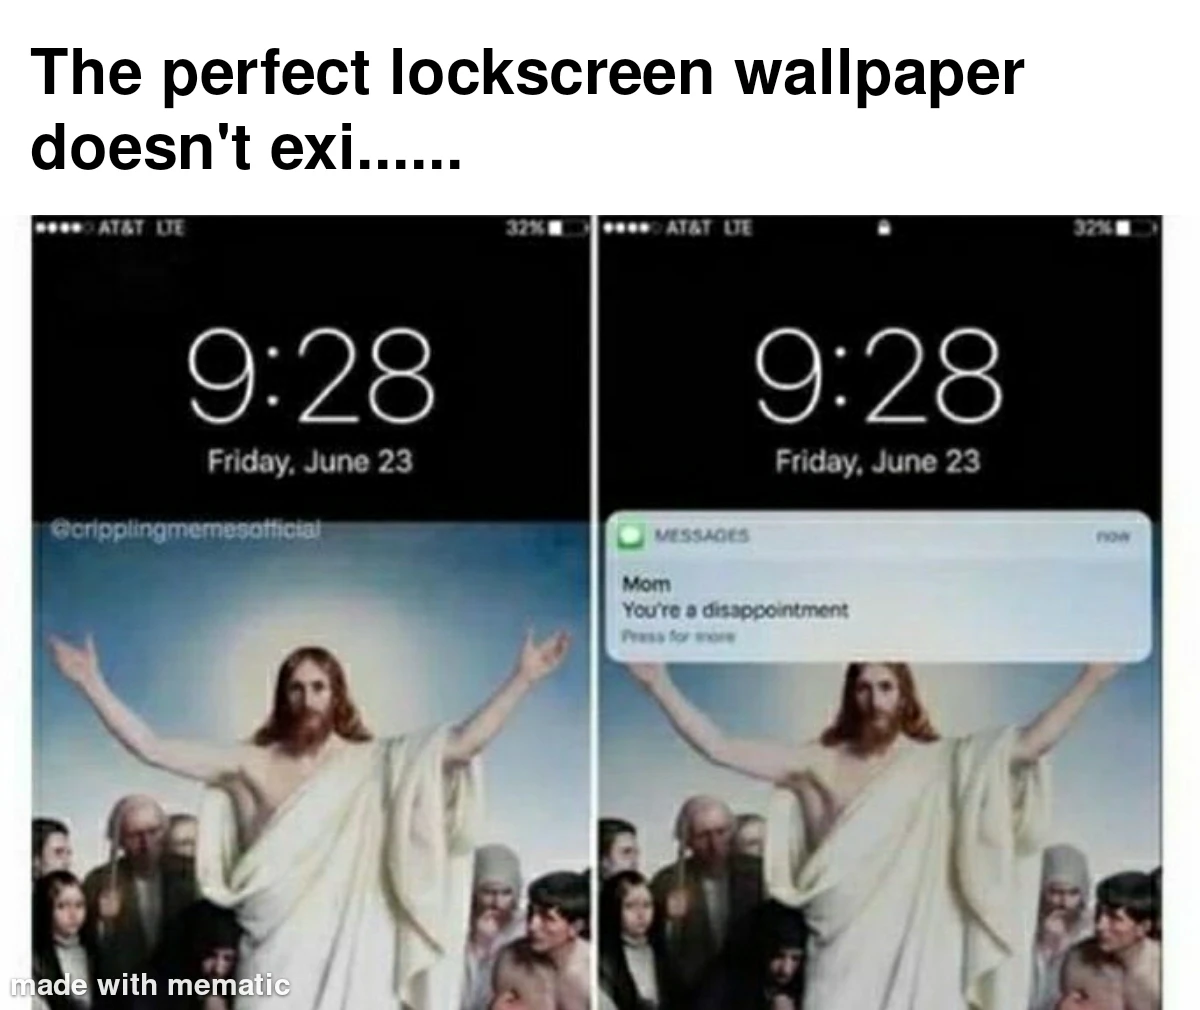 The perfect lockscreen wallpaper
doesn't exi......
AT&T LTE 32%
9:28
Friday, June 23
@cripplingmemesofficial
AT&T LTE 32%
9:28
Friday, June 23
MESSAGES now
Mom
You're a disappointment
Press for more
made with mematic